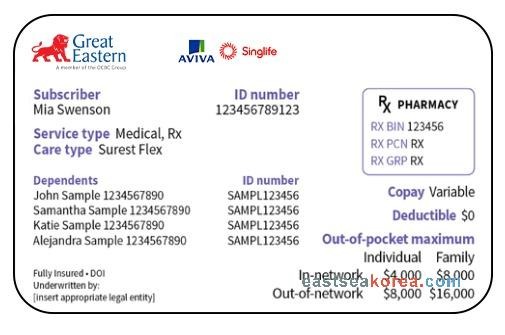 Great
Eastern
A member of the OCBC Group
AVIVA
Singlife
Subscriber
Mia Swenson
ID number
123456789123
Service type Medical, Rx
Care type Surest Flex
Rx PHARMACY
RX BIN 123456
RX PCN RX
RX GRP RX
Dependents ID number
John Sample 1234567890 SAMPL123456
Samantha Sample 1234567890 SAMPL123456
Katie Sample 1234567890 SAMPL123456
Alejandra Sample 1234567890 SAMPL123456
Copay Variable
Deductible $0
Out-of-pocket maximum
Individual Family
In-network $4,000 $8,000
Out-of-network $8,000 $16,000
eastseakorea.com
Fully Insured • DOI
Underwritten by:
[insert appropriate legal entity]